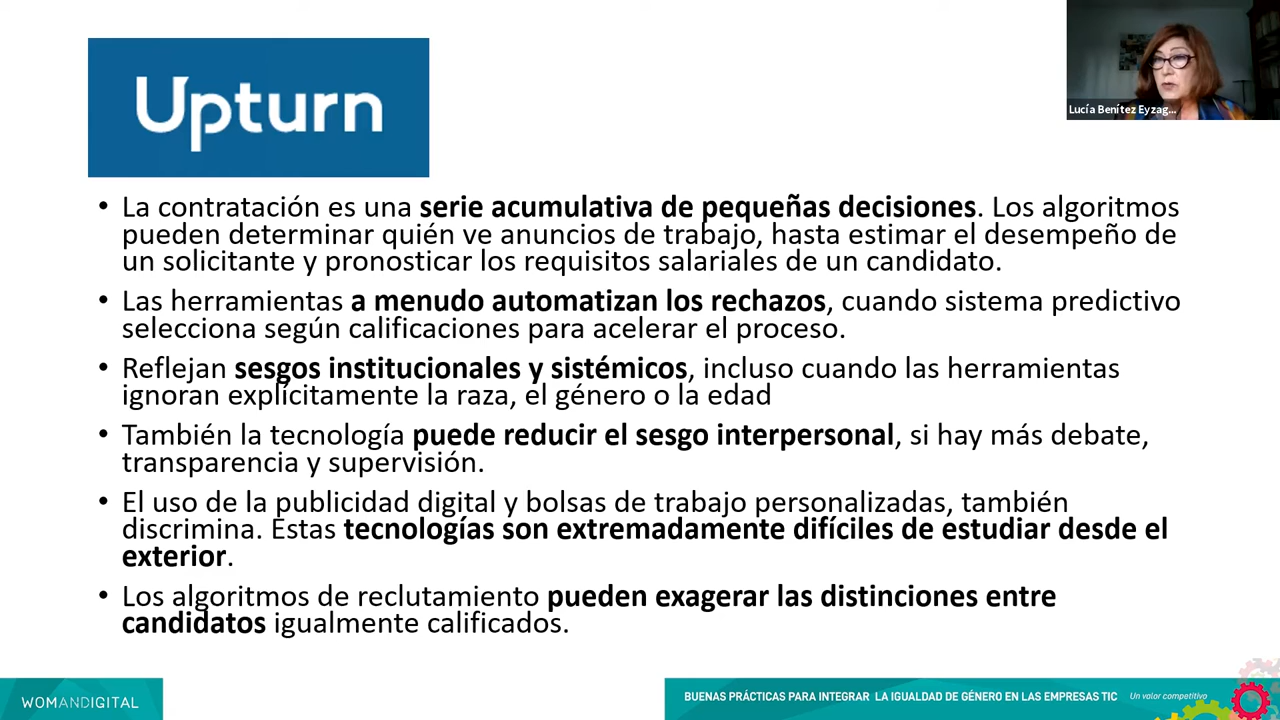 Upturn
Lucía Benítez Eyzag...
• La contratación es una serie acumulativa de pequeñas decisiones. Los algoritmos
pueden determinar quién ve anuncios de trabajo, hasta estimar el desempeño de
un solicitante y pronosticar los requisitos salariales de un candidato.
• Las herramientas a menudo automatizan los rechazos, cuando sistema predictivo
selecciona según calificaciones para acelerar el proceso.
• Reflejan sesgos institucionales y sistémicos, incluso cuando las herramientas
ignoran explícitamente la raza, el género o la edad
• También la tecnología puede reducir el sesgo interpersonal, si hay más debate,
transparencia y supervisión.
• El uso de la publicidad digital y bolsas de trabajo personalizadas, también
discrimina. Estas tecnologías son extremadamente difíciles de estudiar desde el
exterior.
• Los algoritmos de reclutamiento pueden exagerar las distinciones entre
candidatos igualmente calificados.
WOMANDIGITAL
BUENAS PRÁCTICAS PARA INTEGRAR LA IGUALDAD DE GÉNERO EN LAS EMPRESAS TIC Un valor competitivo